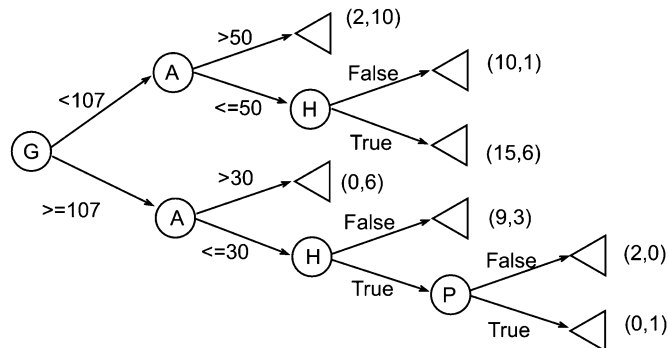 (2,10)
>50
A
False
(10,1)
<107
<=50
H
True
(15,6)
G
>=107
>30
(0,6)
A
False
(9,3)
<=30
H
True
False
(2,0)
P
True
(0,1)